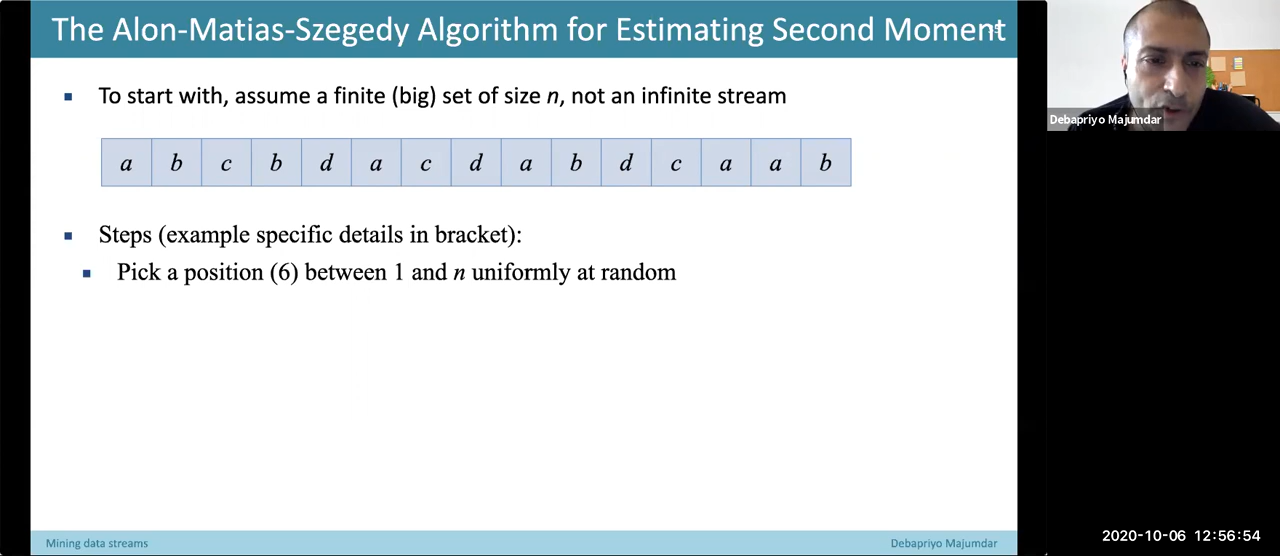 The Alon-Matias-Szegedy Algorithm for Estimating Second Moment
To start with, assume a finite (big) set of size n, not an infinite stream
a b c b d a c d a b d c a a b
Steps (example specific details in bracket):
Pick a position (6) between 1 and n uniformly at random
Mining data streams
Debapriyo Majumdar
Debapriyo Majumdar
2020-10-06 12:56:54